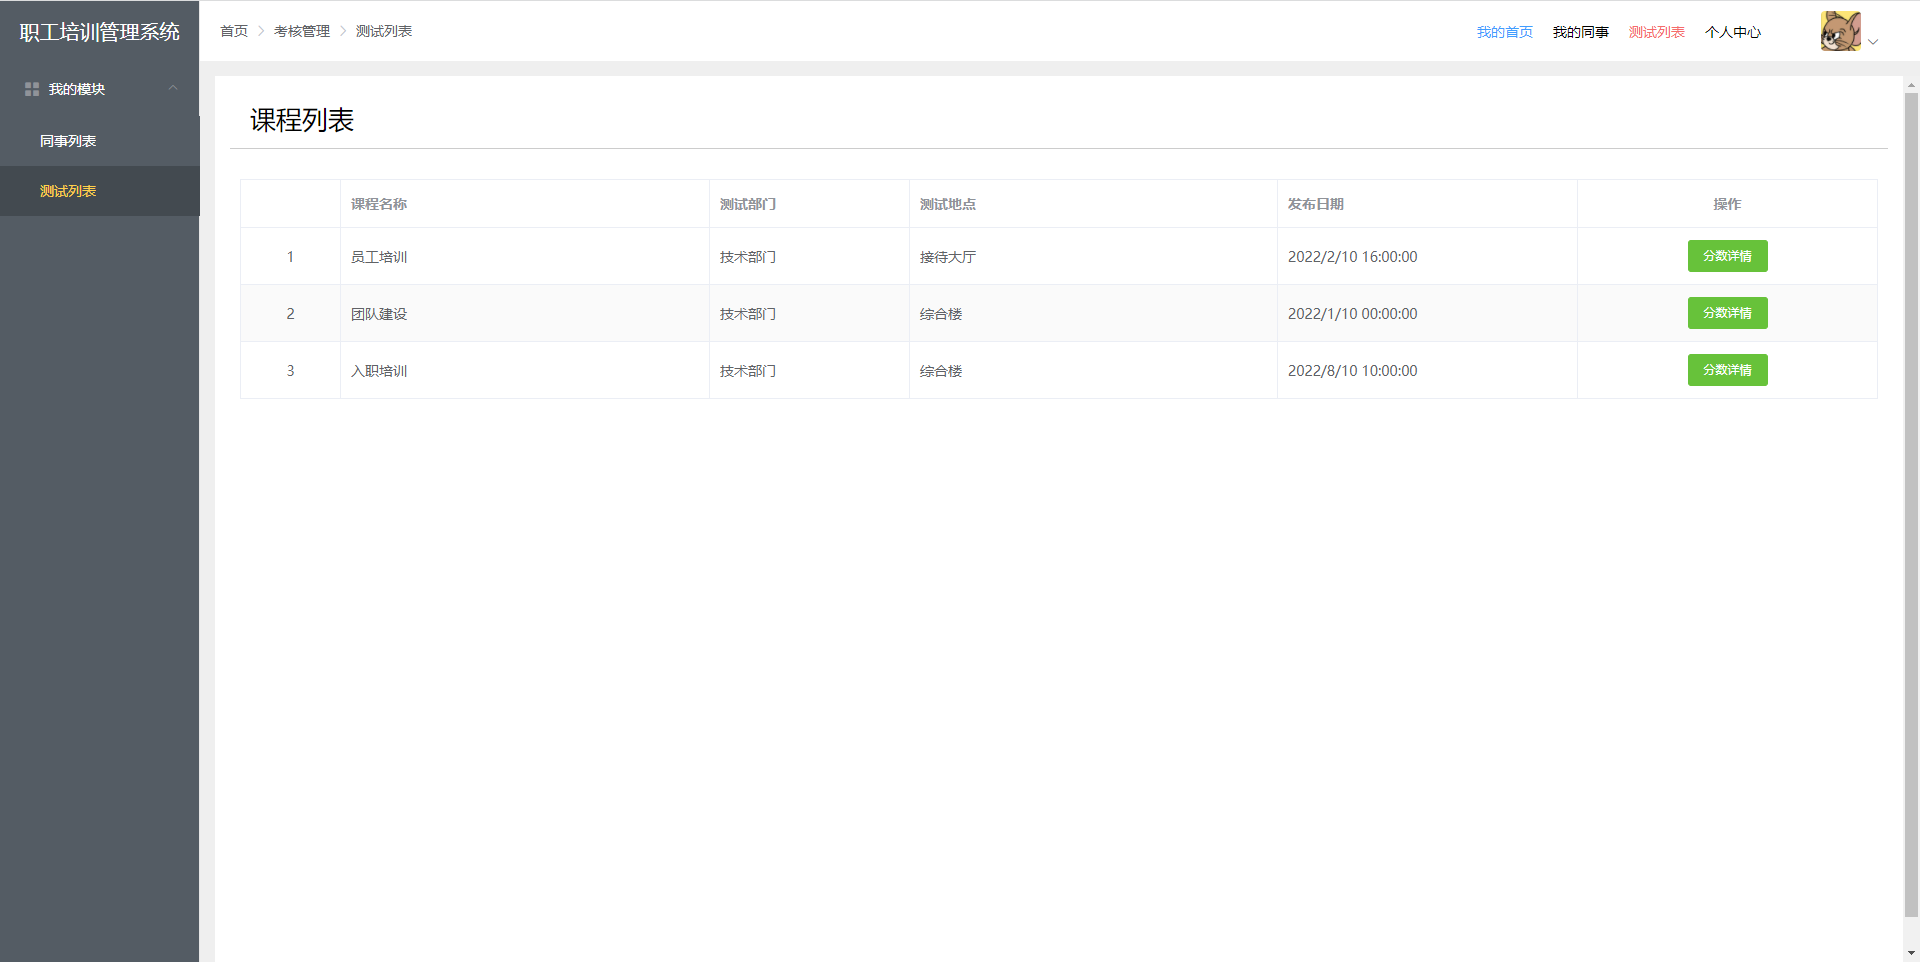 职工培训管理系统
首页 考核管理 测试列表
我的首页 我的同事 测试列表 个人中心
我的模块
同事列表
测试列表
课程列表
课程名称 测试部门 测试地点 发布日期 操作
1 员工培训 技术部门 接待大厅 2022/2/10 16:00:00 分数详情
2 团队建设 技术部门 综合楼 2022/1/10 00:00:00 分数详情
3 入职培训 技术部门 综合楼 2022/8/10 10:00:00 分数详情